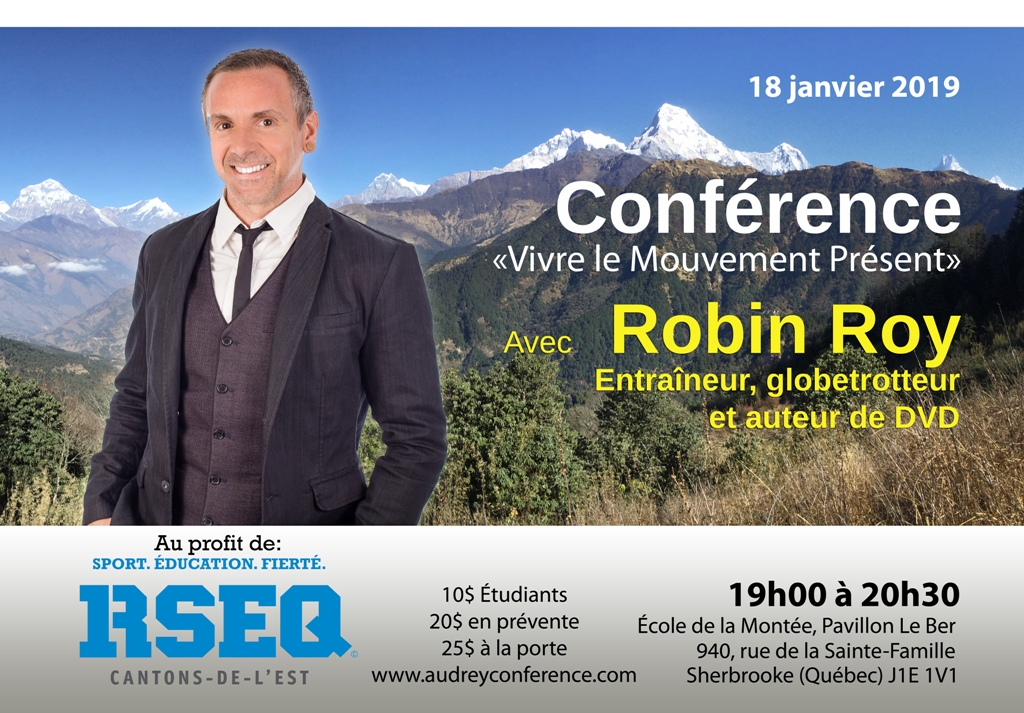 18 janvier 2019
Conférence
«Vivre le Mouvement Présent»
Avec Robin Roy
Entraîneur, globetrotteur
et auteur de DVD
Au profit de:
SPORT. ÉDUCATION. FIERTÉ.
RSEQ ©
CANTONS-DE-L'EST
10$ Étudiants
20$ en prévente
25$ à la porte
www.audreyconference.com
19h00 à 20h30
École de la Montée, Pavillon Le Ber
940, rue de la Sainte-Famille
Sherbrooke (Québec) J1E 1V1